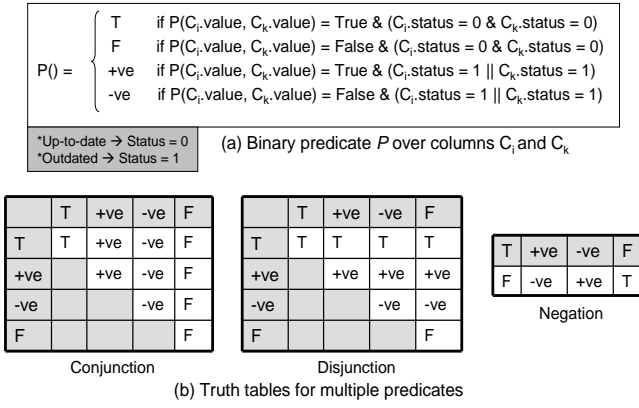 P() =
T if P(Ci.value, Ck.value) = True & (Ci.status = 0 & Ck.status = 0)
F if P(Ci.value, Ck.value) = False & (Ci.status = 0 & Ck.status = 0)
+ve if P(Ci.value, Ck.value) = True & (Ci.status = 1 || Ck.status = 1)
-ve if P(Ci.value, Ck.value) = False & (Ci.status = 1 || Ck.status = 1)
*Up-to-date → Status = 0
*Outdated → Status = 1
(a) Binary predicate P over columns Ci and Ck
T +ve -ve F
T T +ve -ve F
+ve +ve -ve F
-ve -ve F
F F
Conjunction
T +ve -ve F
T T T T T
+ve +ve +ve +ve
-ve -ve -ve
F F
Disjunction
T +ve -ve F
F -ve +ve T
Negation
(b) Truth tables for multiple predicates